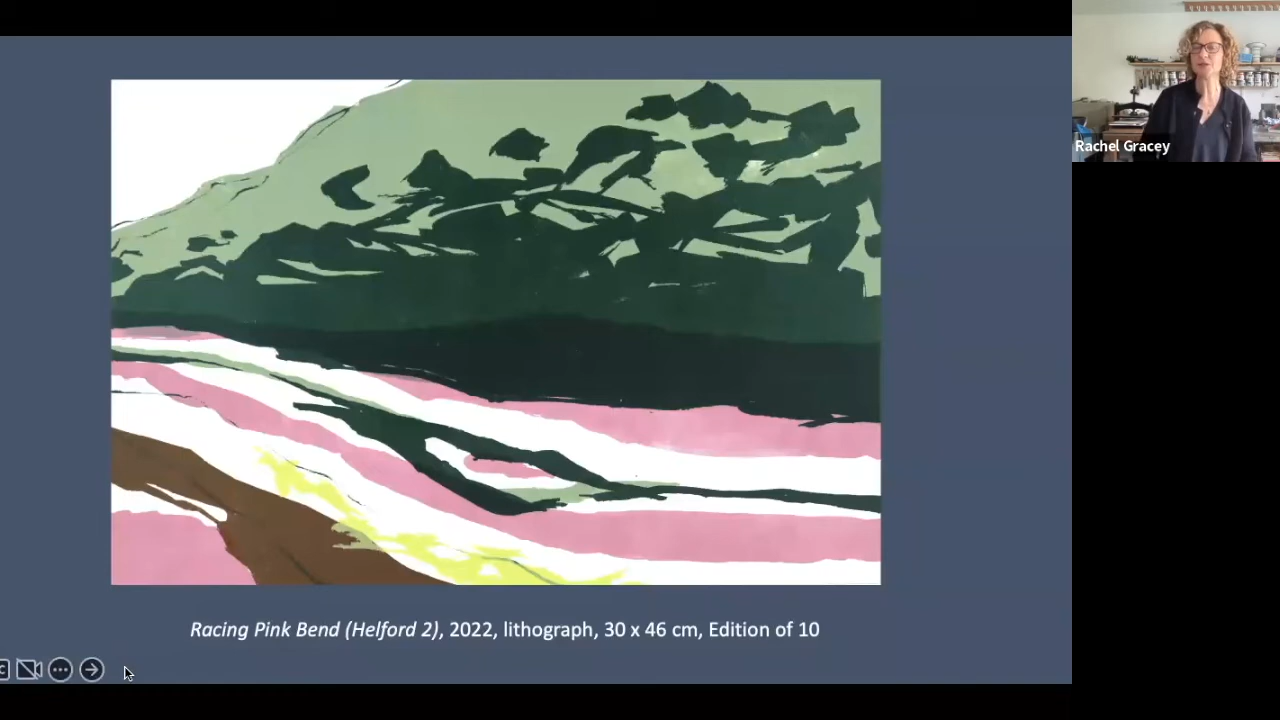 Rachel Gracey
Racing Pink Bend (Helford 2), 2022, lithograph, 30 x 46 cm, Edition of 10